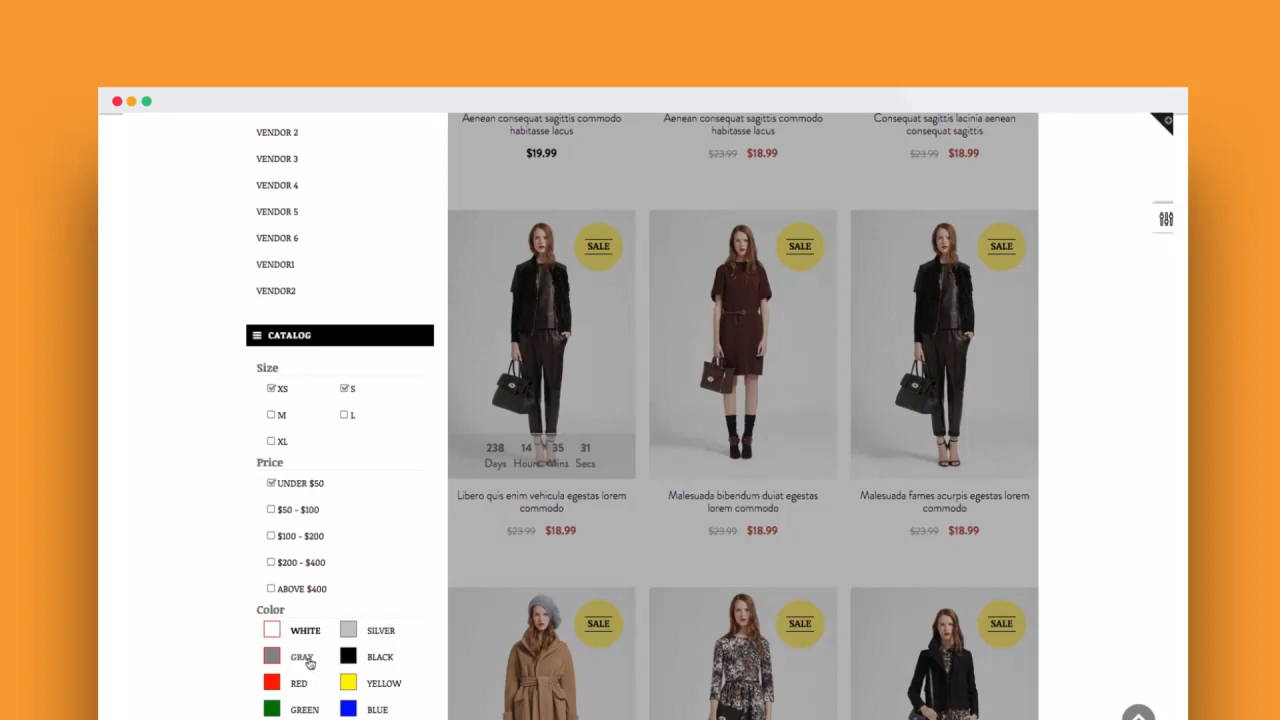 VENDOR 2
VENDOR 3
VENDOR 4
VENDOR 5
VENDOR 6
VENDOR1
VENDOR2
CATALOG
Size
XS S
M L
XL
Price
UNDER $50
$50 - $100
$100 - $200
$200 - $400
ABOVE $400
Color
WHITE SILVER
GRAY BLACK
RED YELLOW
GREEN BLUE
Aenean consequat sagittis commodo
habitasse lacus
$19.99
Aenean consequat sagittis commodo
habitasse lacus
$23.99 $18.99
Consequat sagittis lacinia aenean
consequat sagittis
$23.99 $18.99
SALE
238 14 35 31
Days Hours Mins Secs
Libero quis enim vehicula egestas lorem
commodo
$23.99 $18.99
SALE
Malesuada bibendum duiat egestas
lorem commodo
$23.99 $18.99
SALE
Malesuada fames acurpis egestas lorem
commodo
$23.99 $18.99
SALE
SALE
SALE